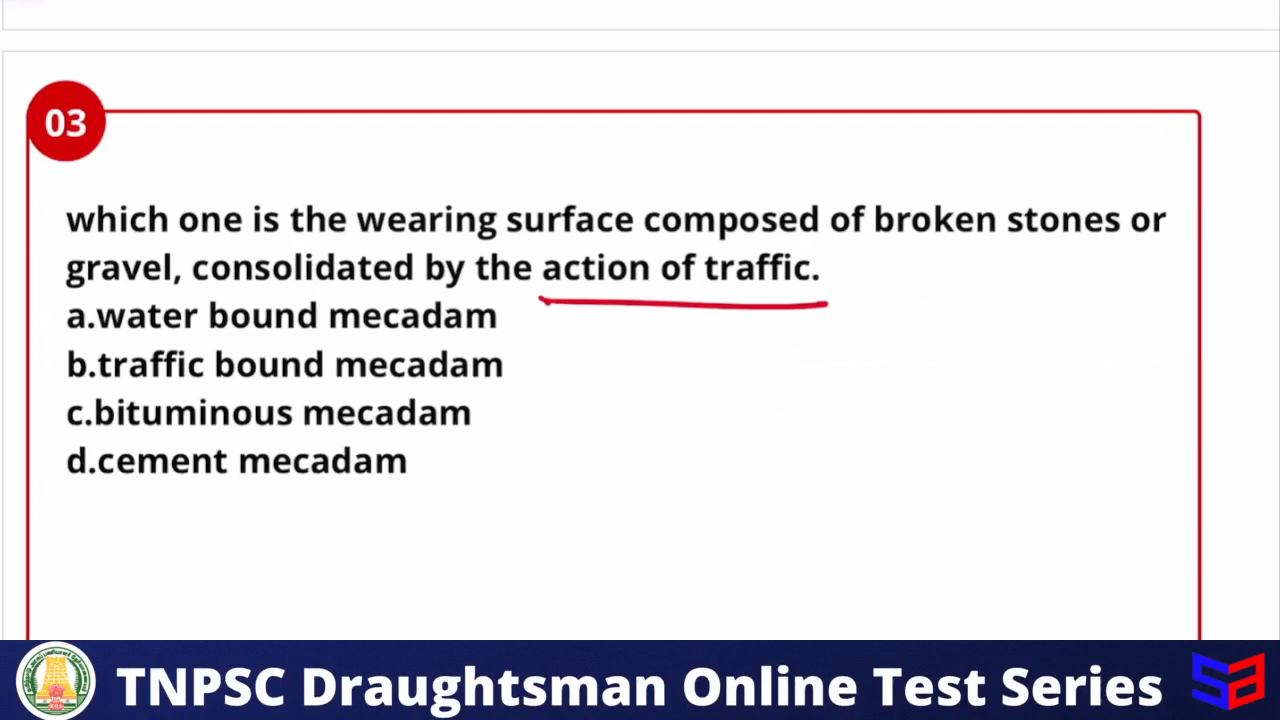 03
which one is the wearing surface composed of broken stones or
gravel, consolidated by the action of traffic.
a.water bound mecadam
b.traffic bound mecadam
c.bituminous mecadam
d.cement mecadam
TNPSC Draughtsman Online Test Series